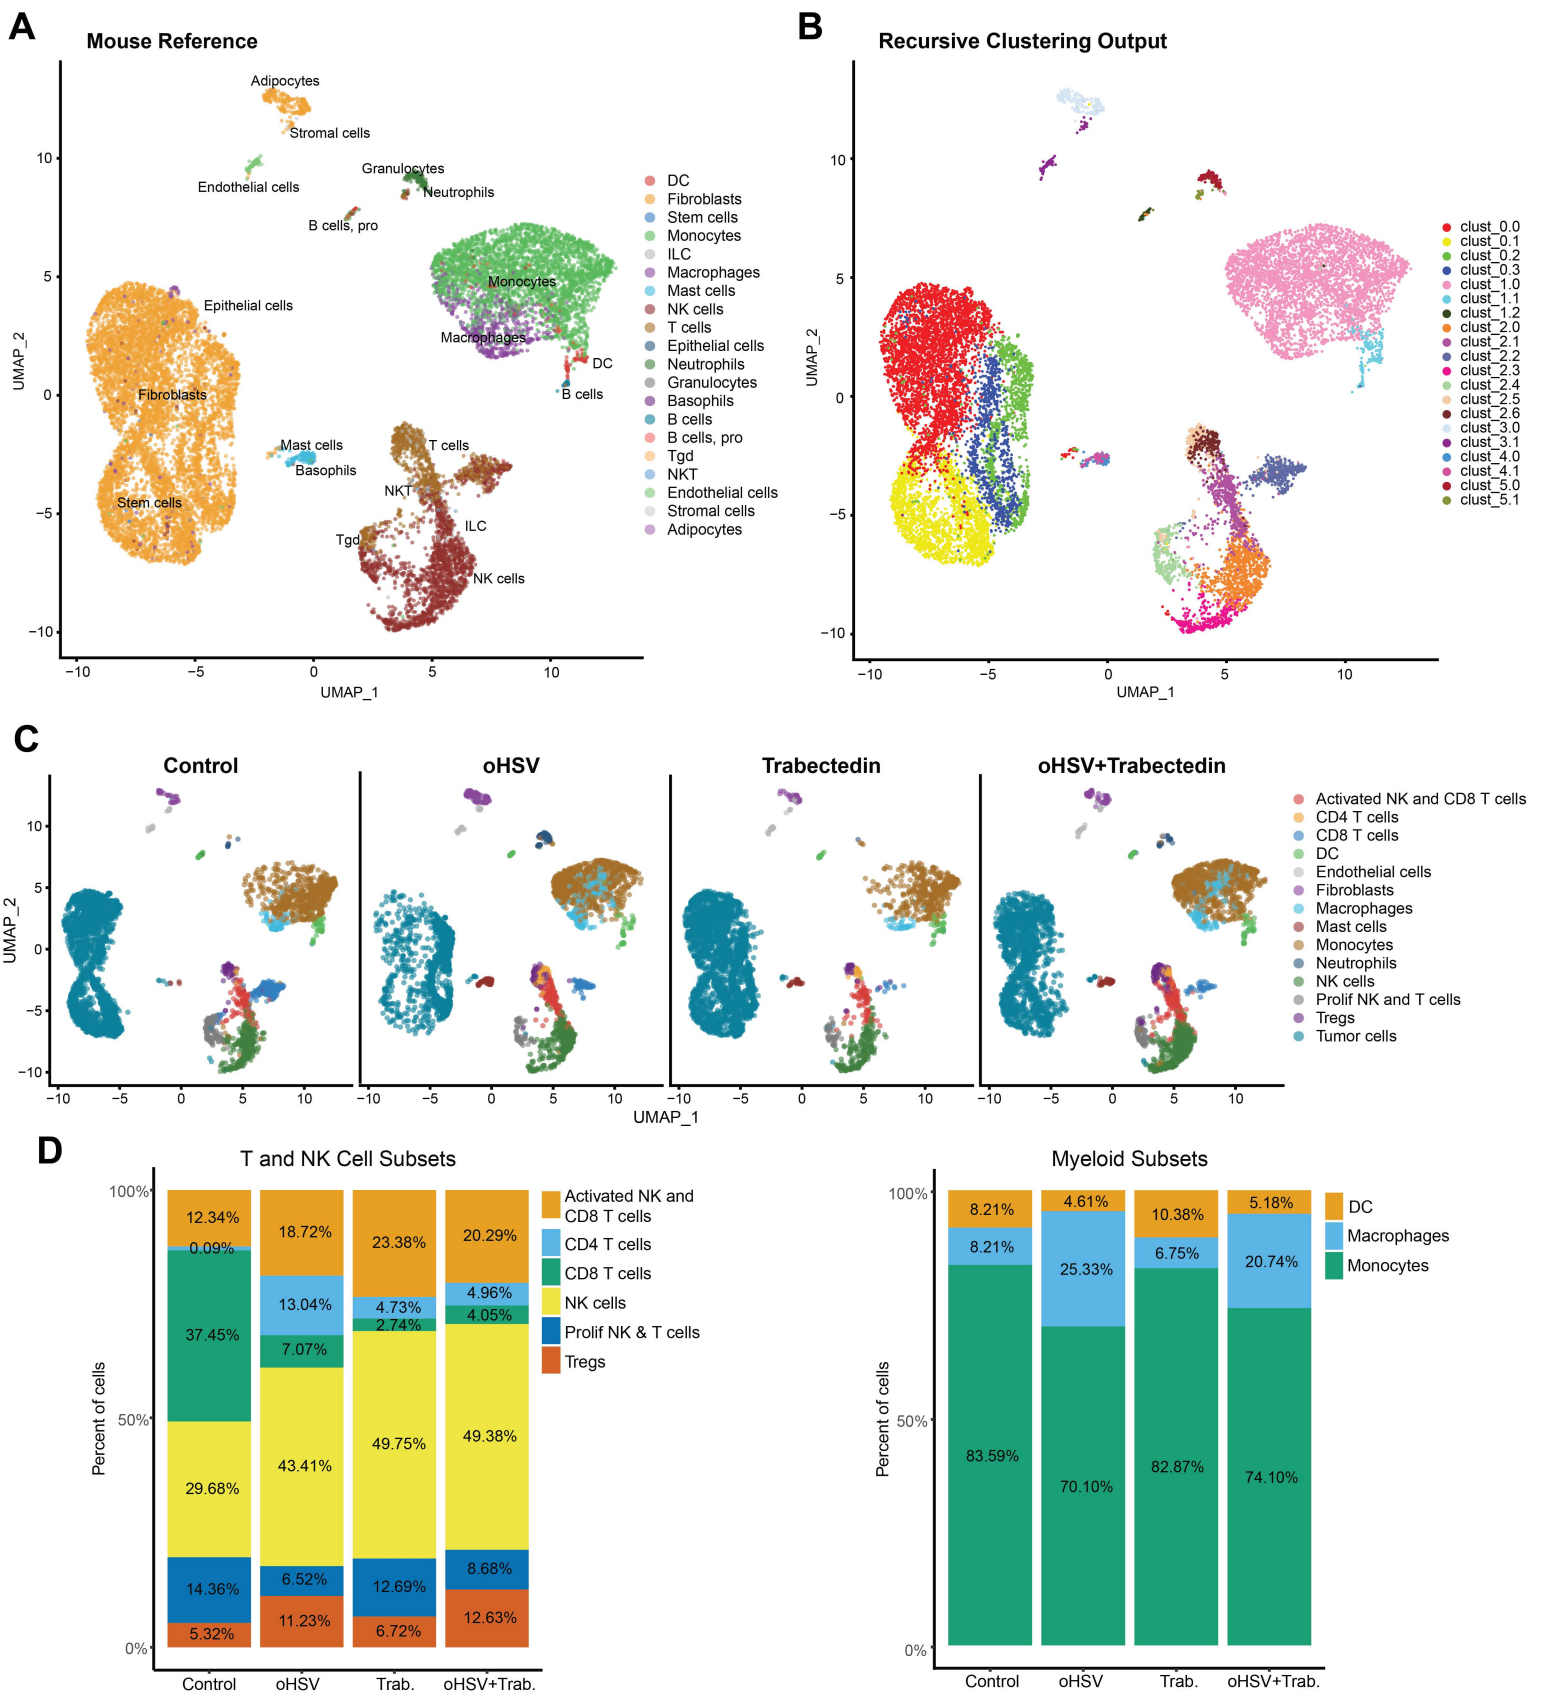 A
Mouse Reference
Adipocytes
Stromal cells
Endothelial cells
Granulocytes
Neutrophils
B cells, pro
Epithelial cells
Monocytes
Macrophages
DC
B cells
Fibroblasts
Mast cells
Basophils
T cells
NKT
Stem cells
ILC
Tgd
NK cells
10
5
0
−5
−10
UMAP_2
−10 −5 0 5 10
UMAP_1
DC
Fibroblasts
Stem cells
Monocytes
ILC
Macrophages
Mast cells
NK cells
T cells
Epithelial cells
Neutrophils
Granulocytes
Basophils
B cells
B cells, pro
Tgd
NKT
Endothelial cells
Stromal cells
Adipocytes
B
Recursive Clustering Output
10
5
0
−5
−10
UMAP_2
−10 −5 0 5 10
UMAP_1
clust_0.0
clust_0.1
clust_0.2
clust_0.3
clust_1.0
clust_1.1
clust_1.2
clust_2.0
clust_2.1
clust_2.2
clust_2.3
clust_2.4
clust_2.5
clust_2.6
clust_3.0
clust_3.1
clust_4.0
clust_4.1
clust_5.0
clust_5.1
C
Control oHSV Trabectedin oHSV+Trabectedin
10
5
0
−5
−10
UMAP_2
−10 −5 0 5 10 −10 −5 0 5 10 −10 −5 0 5 10 −10 −5 0 5 10
UMAP_1
Activated NK and CD8 T cells
CD4 T cells
CD8 T cells
DC
Endothelial cells
Fibroblasts
Macrophages
Mast cells
Monocytes
Neutrophils
NK cells
Prolif NK and T cells
Tregs
Tumor cells
D
T and NK Cell Subsets
100%
50%
0%
Percent of cells
12.34%
0.09%
37.45%
29.68%
14.36%
5.32%
18.72%
13.04%
7.07%
43.41%
6.52%
11.23%
23.38%
4.73%
2.74%
49.75%
12.69%
6.72%
20.29%
4.96%
4.05%
49.38%
8.68%
12.63%
Control oHSV Trab. oHSV+Trab.
Activated NK and
CD8 T cells
CD4 T cells
CD8 T cells
NK cells
Prolif NK & T cells
Tregs
Myeloid Subsets
100%
50%
0%
Percent of cells
8.21%
8.21%
83.59%
4.61%
25.33%
70.10%
10.38%
6.75%
82.87%
5.18%
20.74%
74.10%
Control oHSV Trab. oHSV+Trab.
DC
Macrophages
Monocytes